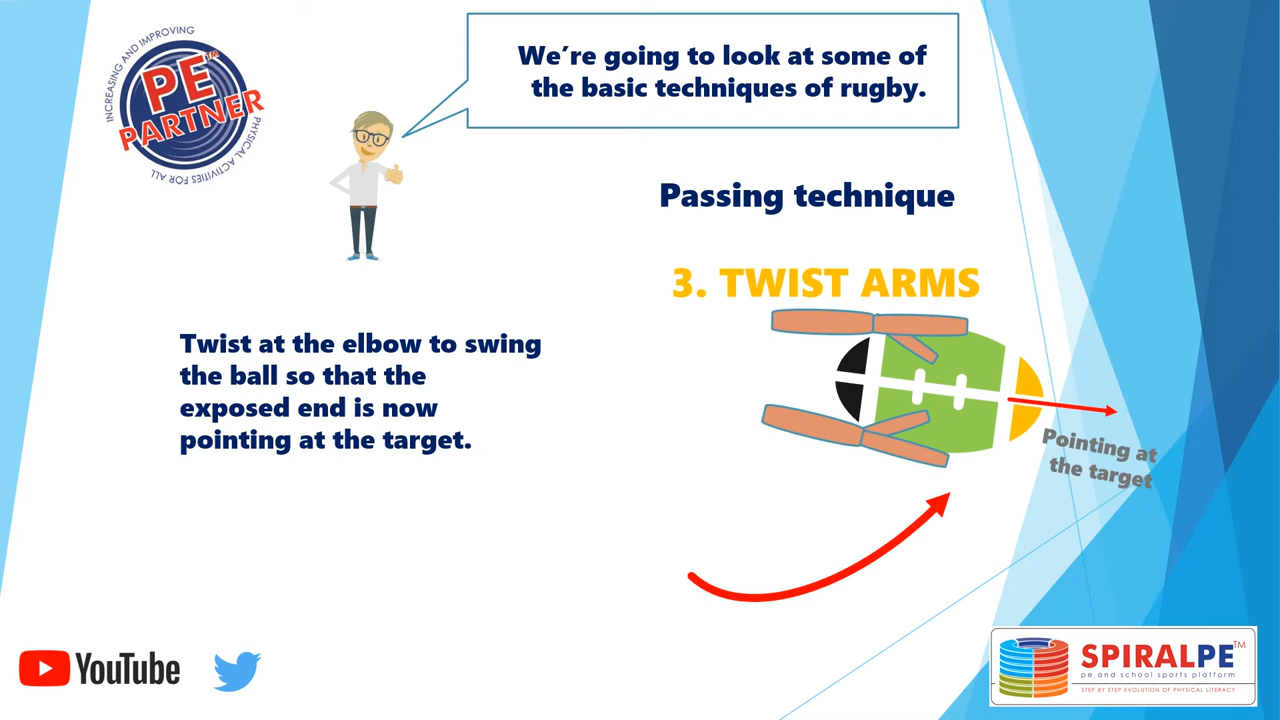 INCREASING AND IMPROVING
PE™
PARTNER
PHYSICAL ACTIVITIES FOR ALL
We’re going to look at some of
the basic techniques of rugby.
Passing technique
3. TWIST ARMS
Twist at the elbow to swing
the ball so that the
exposed end is now
pointing at the target.
Pointing at
the target
YouTube
SPIRALPE™
pe and school sports platform
STEP BY STEP EVOLUTION OF PHYSICAL LITERACY